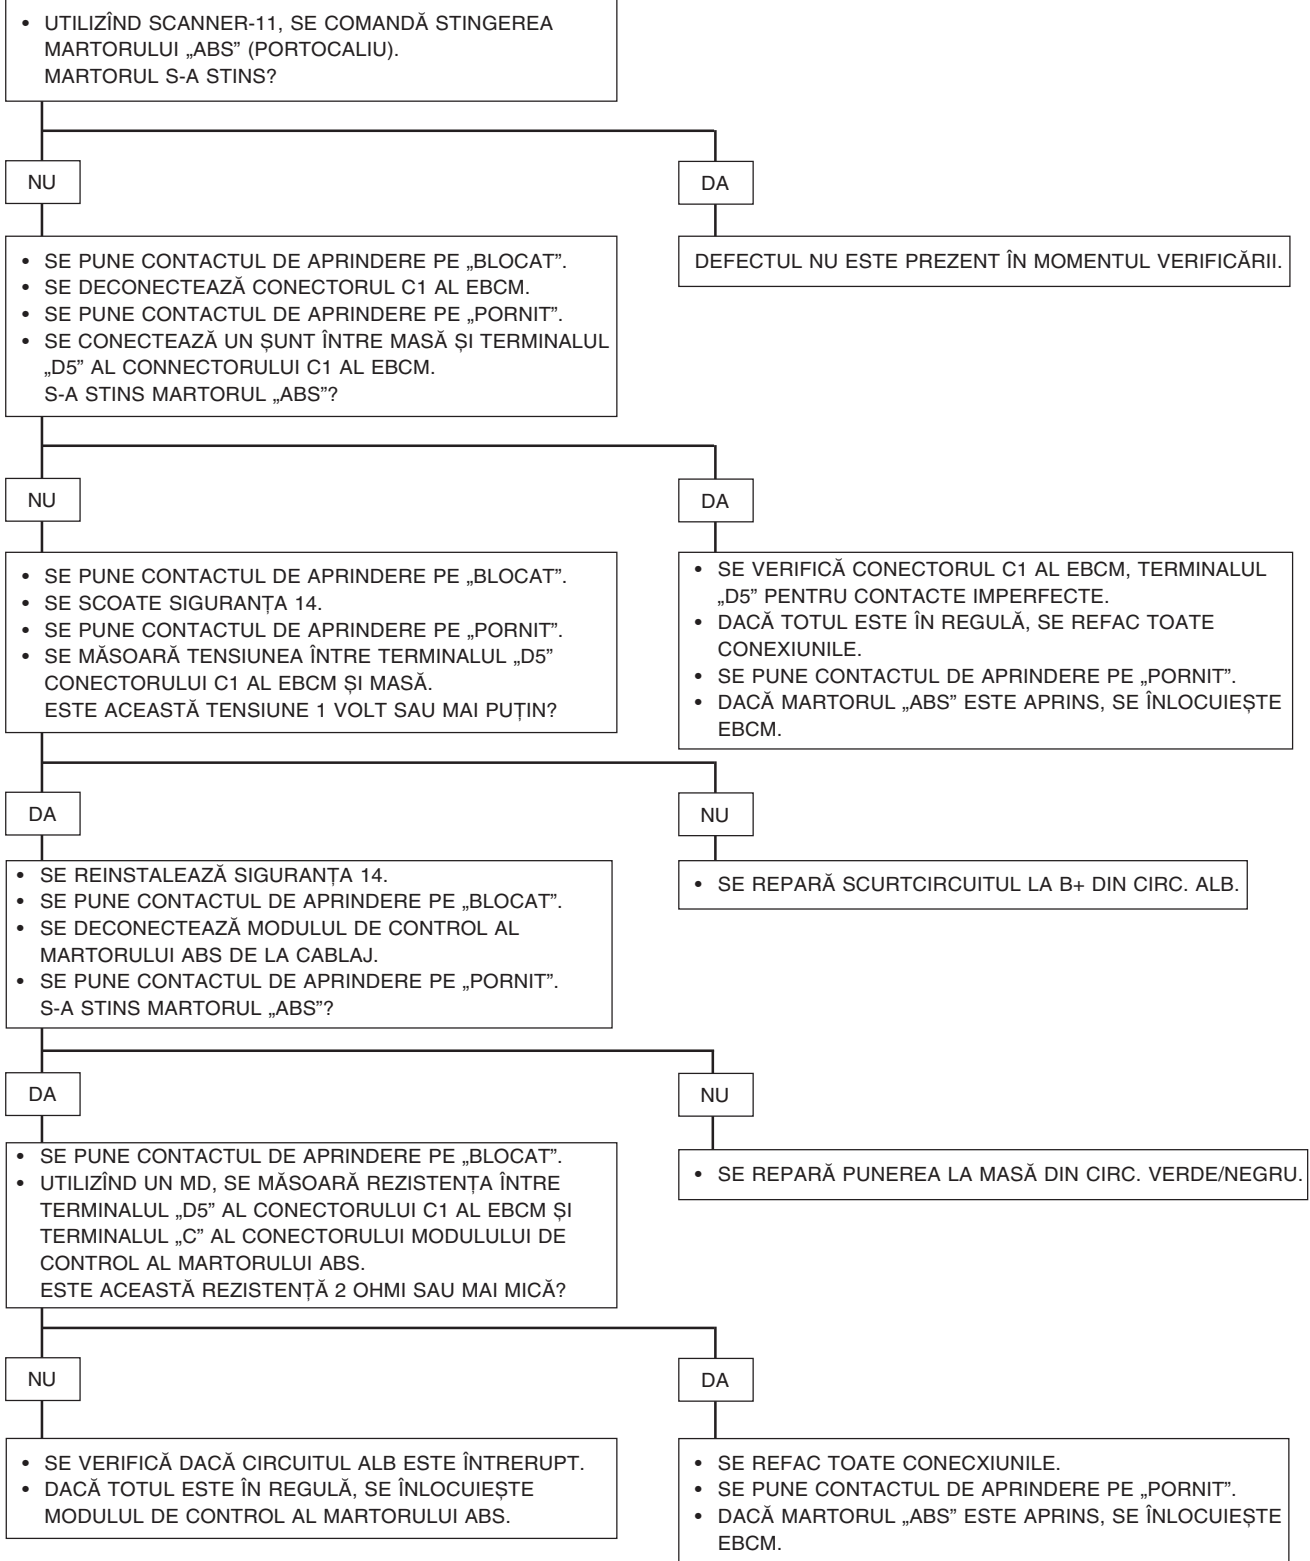 • UTILIZÎND SCANNER-11, SE COMANDĂ STINGEREA
MARTORULUI „ABS” (PORTOCALIU).
MARTORUL S-A STINS?
NU
DA
• SE PUNE CONTACTUL DE APRINDERE PE „BLOCAT”.
• SE DECONECTEAZĂ CONECTORUL C1 AL EBCM.
• SE PUNE CONTACTUL DE APRINDERE PE „PORNIT”.
• SE CONECTEAZĂ UN ȘUNT ÎNTRE MASĂ ȘI TERMINALUL
„D5” AL CONNECTORULUI C1 AL EBCM.
S-A STINS MARTORUL „ABS”?
DEFECTUL NU ESTE PREZENT ÎN MOMENTUL VERIFICĂRII.
NU
DA
• SE PUNE CONTACTUL DE APRINDERE PE „BLOCAT”.
• SE SCOATE SIGURANȚA 14.
• SE PUNE CONTACTUL DE APRINDERE PE „PORNIT”.
• SE MĂSOARĂ TENSIUNEA ÎNTRE TERMINALUL „D5”
CONECTORULUI C1 AL EBCM ȘI MASĂ.
ESTE ACEASTĂ TENSIUNE 1 VOLT SAU MAI PUȚIN?
• SE VERIFICĂ CONECTORUL C1 AL EBCM, TERMINALUL
„D5” PENTRU CONTACTE IMPERFECTE.
• DACĂ TOTUL ESTE ÎN REGULĂ, SE REFAC TOATE
CONEXIUNILE.
• SE PUNE CONTACTUL DE APRINDERE PE „PORNIT”.
• DACĂ MARTORUL „ABS” ESTE APRINS, SE ÎNLOCUIEȘTE
EBCM.
DA
NU
• SE REINSTALEAZĂ SIGURANȚA 14.
• SE PUNE CONTACTUL DE APRINDERE PE „BLOCAT”.
• SE DECONECTEAZĂ MODULUL DE CONTROL AL
MARTORULUI ABS DE LA CABLAJ.
• SE PUNE CONTACTUL DE APRINDERE PE „PORNIT”.
S-A STINS MARTORUL „ABS”?
• SE REPARĂ SCURTCIRCUITUL LA B+ DIN CIRC. ALB.
DA
NU
• SE PUNE CONTACTUL DE APRINDERE PE „BLOCAT”.
• UTILIZÎND UN MD, SE MĂSOARĂ REZISTENȚA ÎNTRE
TERMINALUL „D5” AL CONECTORULUI C1 AL EBCM ȘI
TERMINALUL „C” AL CONECTORULUI MODULULUI DE
CONTROL AL MARTORULUI ABS.
ESTE ACEASTĂ REZISTENȚĂ 2 OHMI SAU MAI MICĂ?
• SE REPARĂ PUNEREA LA MASĂ DIN CIRC. VERDE/NEGRU.
NU
DA
• SE VERIFICĂ DACĂ CIRCUITUL ALB ESTE ÎNTRERUPT.
• DACĂ TOTUL ESTE ÎN REGULĂ, SE ÎNLOCUIEȘTE
MODULUL DE CONTROL AL MARTORULUI ABS.
• SE REFAC TOATE CONECXIUNILE.
• SE PUNE CONTACTUL DE APRINDERE PE „PORNIT”.
• DACĂ MARTORUL „ABS” ESTE APRINS, SE ÎNLOCUIEȘTE
EBCM.